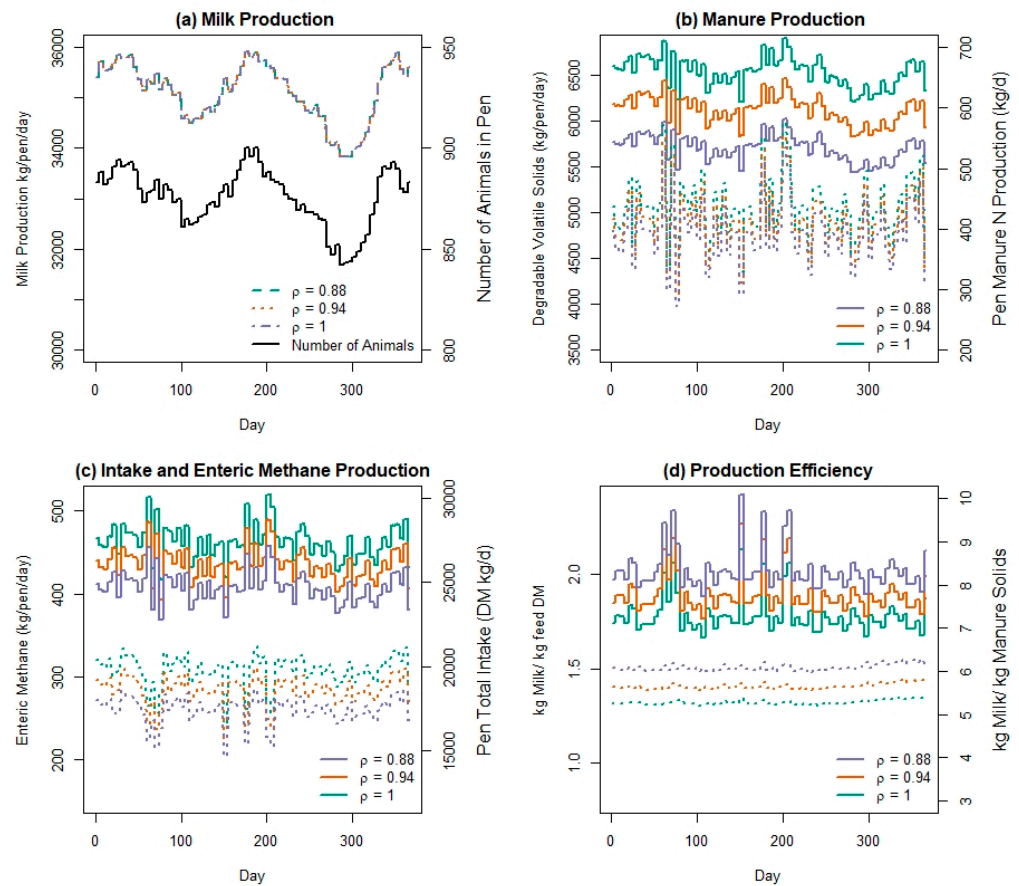 (a) Milk Production
Milk Production kg/pen/day
30000
32000
34000
36000
Number of Animals in Pen
800
850
900
950
ρ = 0.88
ρ = 0.94
ρ = 1
Number of Animals
0
100
200
300
Day
(b) Manure Production
Degradable Volatile Solids (kg/pen/day)
3500
4000
4500
5000
5500
6000
6500
Pen Manure N Production (kg/d)
200
300
400
500
600
700
ρ = 0.88
ρ = 0.94
ρ = 1
0
100
200
300
Day
(c) Intake and Enteric Methane Production
Enteric Methane (kg/pen/day)
200
300
400
500
Pen Total Intake (DM kg/d)
15000
20000
25000
30000
ρ = 0.88
ρ = 0.94
ρ = 1
0
100
200
300
Day
(d) Production Efficiency
kg Milk/ kg feed DM
1.0
1.5
2.0
kg Milk/ kg Manure Solids
3
4
5
6
7
8
9
10
ρ = 0.88
ρ = 0.94
ρ = 1
0
100
200
300
Day